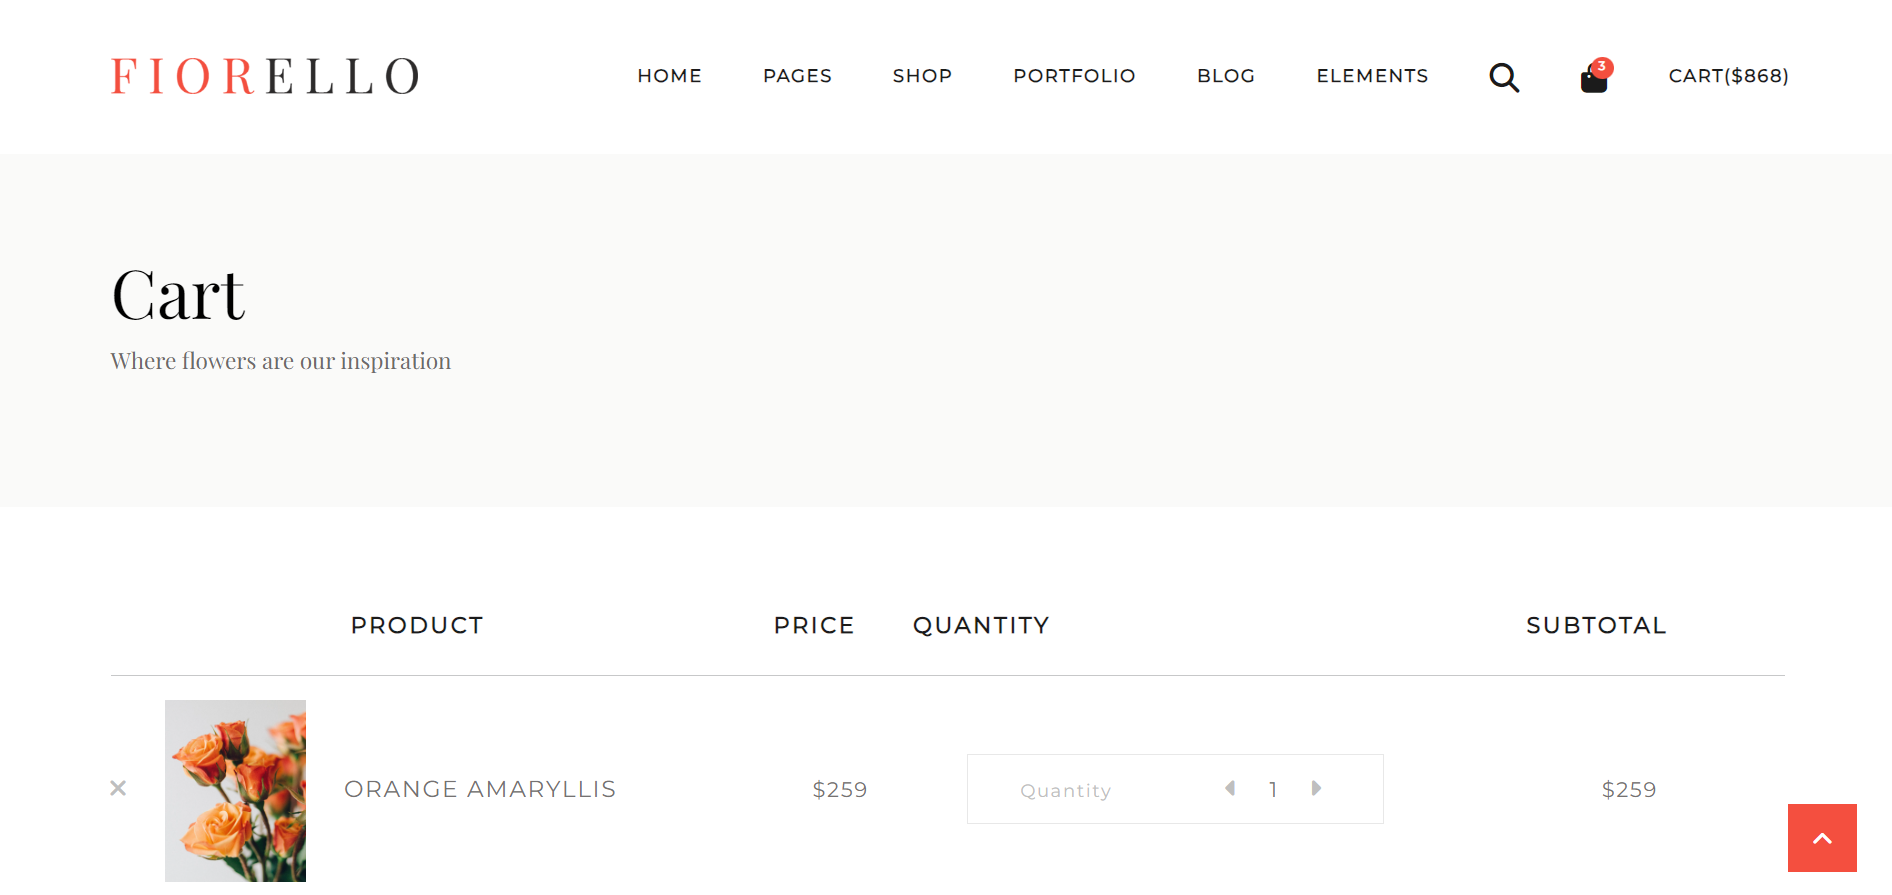 FIORELLO HOME PAGES SHOP PORTFOLIO BLOG ELEMENTS 3 CART($868)
Cart
Where flowers are our inspiration
PRODUCT PRICE QUANTITY SUBTOTAL
ORANGE AMARYLLIS $259 Quantity 1 $259